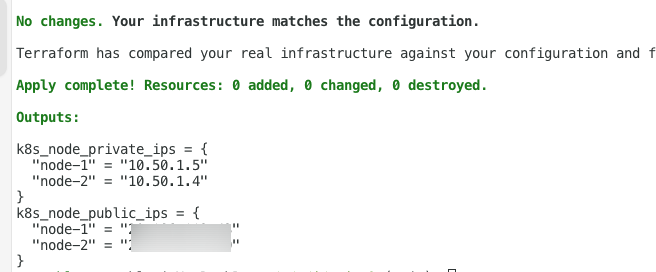 No changes. Your infrastructure matches the configuration.
Terraform has compared your real infrastructure against your configuration and f
Apply complete! Resources: 0 added, 0 changed, 0 destroyed.
Outputs:
k8s_node_private_ips = {
"node-1" = "10.50.1.5"
"node-2" = "10.50.1.4"
}
k8s_node_public_ips = {
"node-1" = "2"
"node-2" = "2"
}